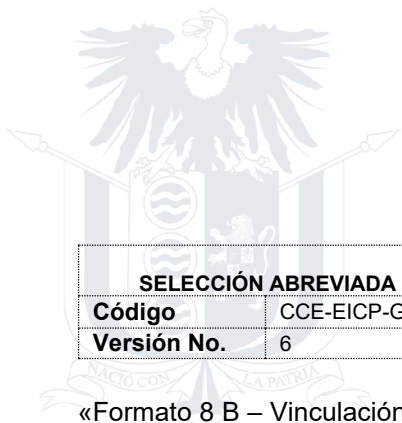 SELECCIÓN ABREVIADA
Código CCE-EICP-G
Versión No. 6
NACIÓ CON LA PATRIA
«Formato 8 B – Vinculación